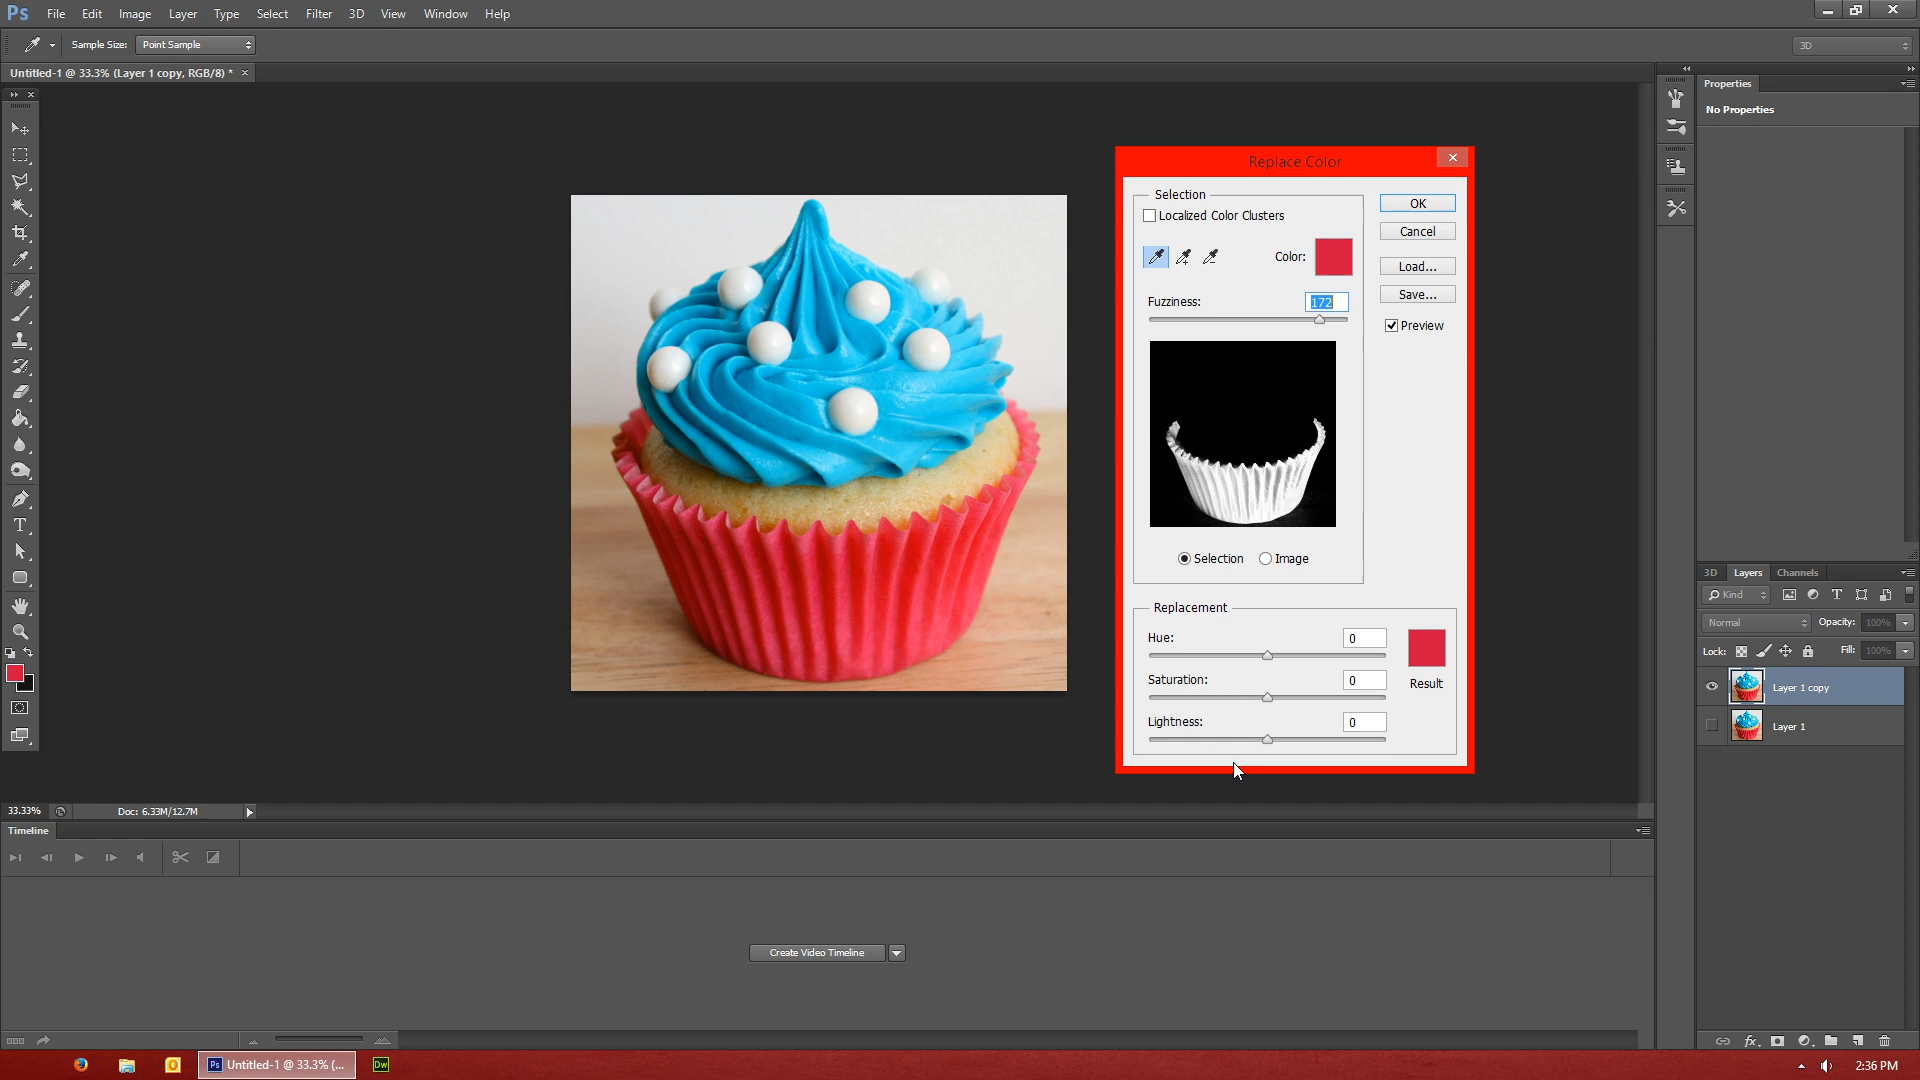 Ps File Edit Image Layer Type Select Filter 3D View Window Help
Sample Size: Point Sample 3D
Untitled-1 @ 33.3% (Layer 1 copy, RGB/8) * ×
Properties
No Properties
Replace Color
Selection
Localized Color Clusters
Color:
Fuzziness: 172
Selection Image
OK
Cancel
Load...
Save...
Preview
Replacement
Hue: 0
Saturation: 0
Lightness: 0
Result
3D Layers Channels
Kind
Normal Opacity: 100%
Lock: Fill: 100%
Layer 1 copy
Layer 1
33.33% Doc: 6.33M/12.7M
Timeline
Create Video Timeline
fx
Ps Untitled-1 @ 33.3% (... Dw
2:36 PM